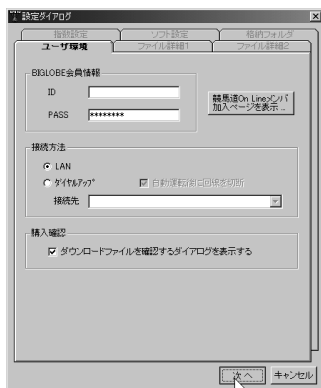 設定ダイアログ
指数設定 ソフト設定 格納フォルダ
ユーザ環境 ファイル詳細1 ファイル詳細2
BIGLOBE会員情報
ID
PASS ********
競馬道On Lineメンバ
加入ページを表示...
接続方法
LAN
ダイヤルアップ 自動運転後に回線を切断
接続先
購入確認
ダウンロードファイルを確認するダイアログを表示する
次へ キャンセル